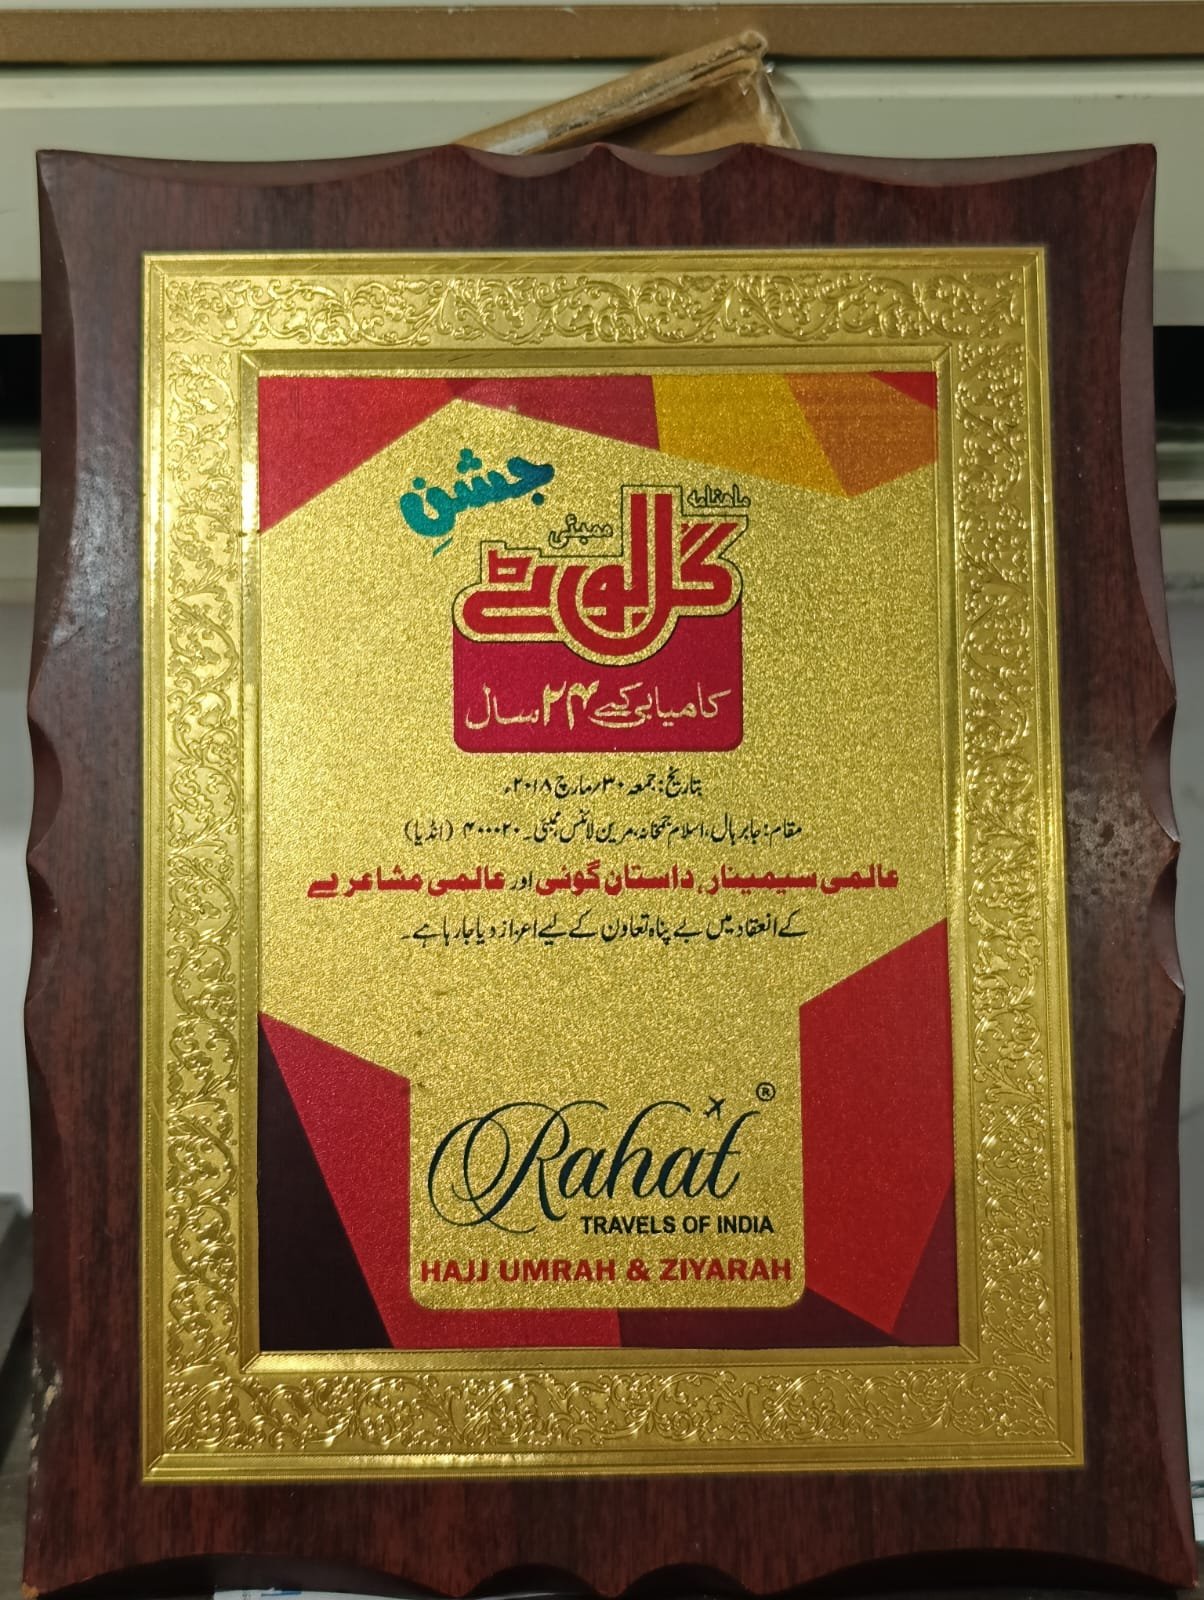 جشنِ
ماہنامہ
گل بوٹے
ممبئی
کامیابی کے ۲۴ سال
بتاریخ: جمعہ ۳۰؍مارچ ۲۰۱۸ء
مقام: جابر ہال، اسلام جمخانہ، مرین لائنس ممبئی۔ ۴۰۰۰۲۰ (انڈیا)
عالمی سیمینار، داستان گوئی اور عالمی مشاعرے
کے انعقاد میں بے پناہ تعاون کے لیے اعزاز دیا جارہا ہے۔
Rahat ®
TRAVELS OF INDIA
HAJJ UMRAH & ZIYARAH